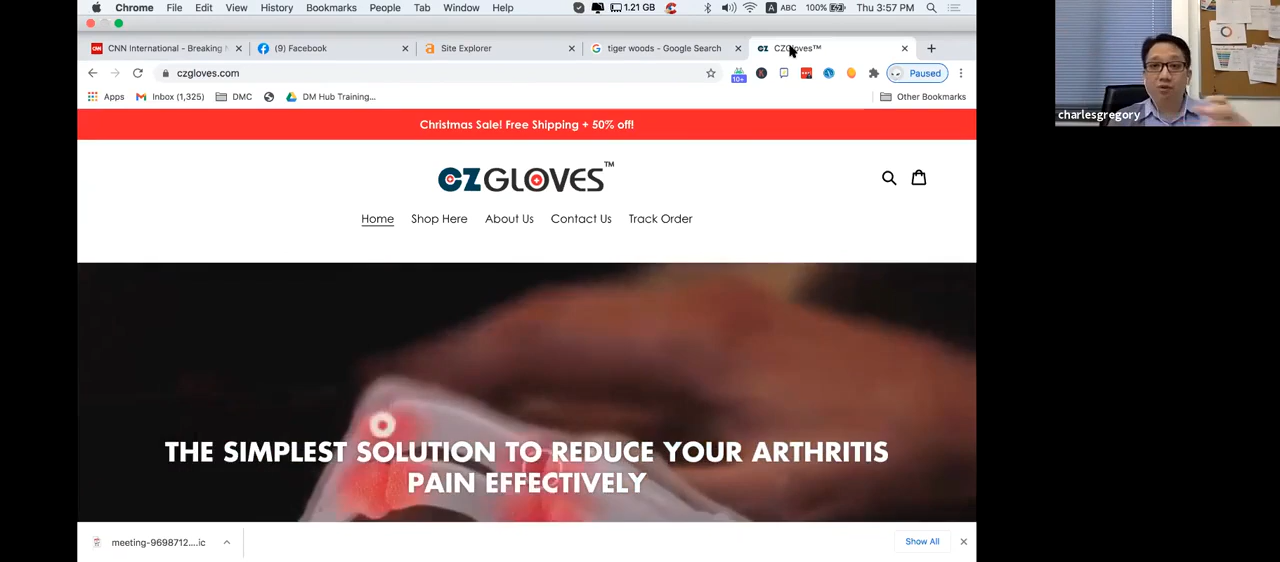 Chrome File Edit View History Bookmarks People Tab Window Help 1.21 GB A ABC 100% Thu 3:57 PM
CNN International - Breaking N (9) Facebook Site Explorer tiger woods - Google Search CZ CZGloves™
czgloves.com 10+ Paused
Apps Inbox (1,325) DMC DM Hub Training... Other Bookmarks
charlesgregory
Christmas Sale! Free Shipping + 50% off!
CZGLOVES™
Home Shop Here About Us Contact Us Track Order
THE SIMPLEST SOLUTION TO REDUCE YOUR ARTHRITIS
PAIN EFFECTIVELY
meeting-9698712....ic Show All